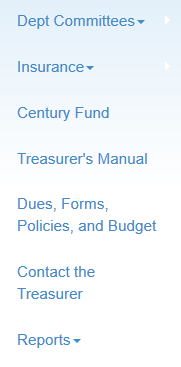 Dept Committees
Insurance
Century Fund
Treasurer's Manual
Dues, Forms,
Policies, and Budget
Contact the
Treasurer
Reports